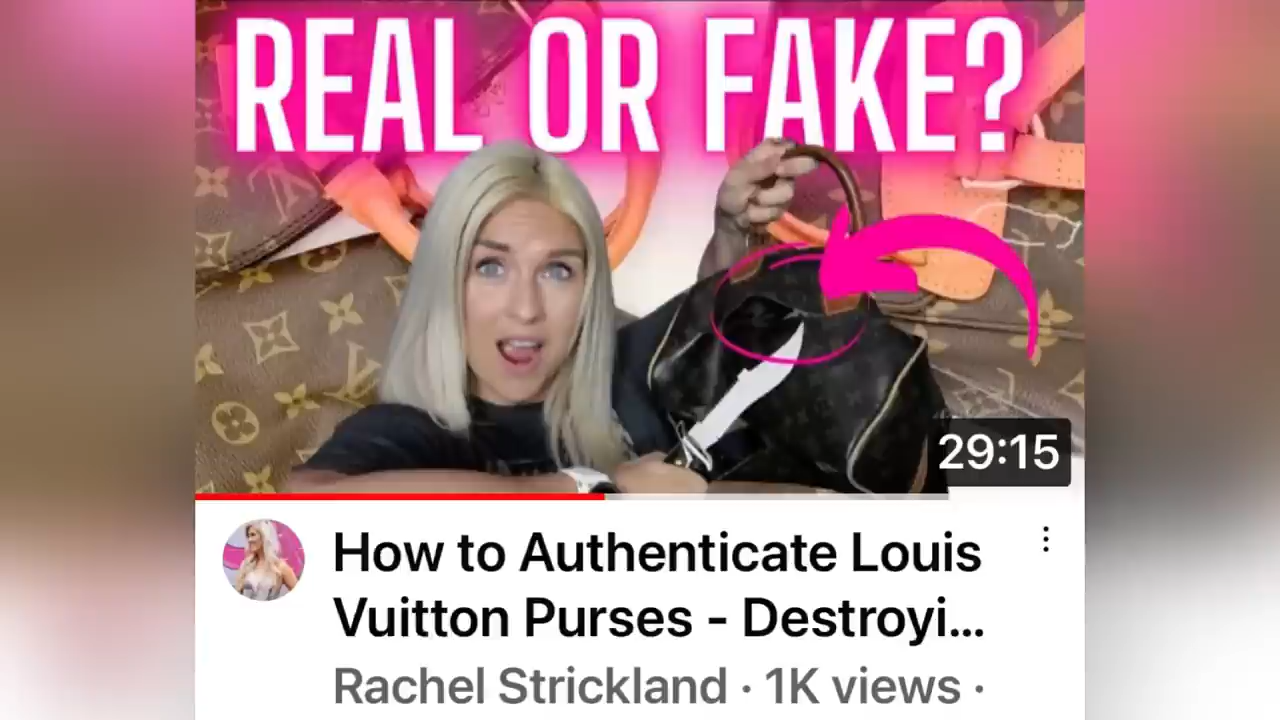 REAL OR FAKE?
29:15
How to Authenticate Louis
Vuitton Purses - Destroyi...
Rachel Strickland · 1K views ·